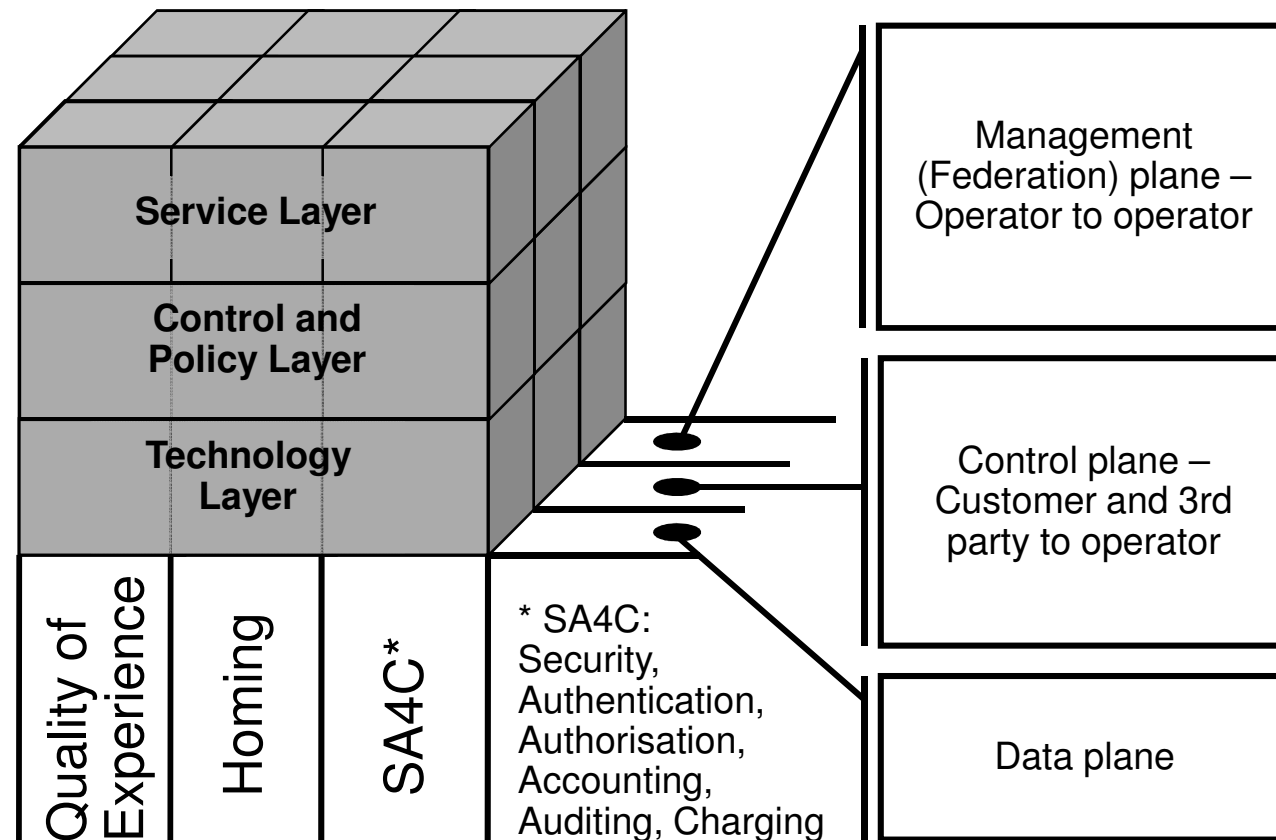 Service Layer
Control and
Policy Layer
Technology
Layer
Quality of
Experience
Homing
SA4C*
* SA4C:
Security,
Authentication,
Authorisation,
Accounting,
Auditing, Charging
Management
(Federation) plane –
Operator to operator
Control plane –
Customer and 3rd
party to operator
Data plane